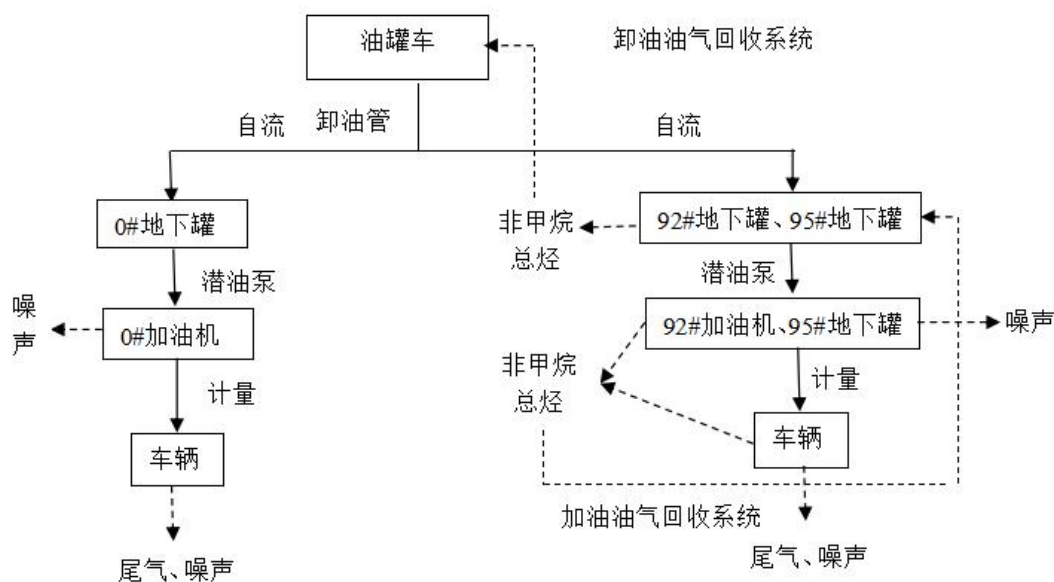 油罐车
卸油油气回收系统
自流
卸油管
自流
0#地下罐
非甲烷
总烃
92#地下罐、95#地下罐
潜油泵
潜油泵
噪
声
0#加油机
92#加油机、95#地下罐
噪声
计量
非甲烷
总烃
计量
车辆
车辆
加油油气回收系统
尾气、噪声
尾气、噪声